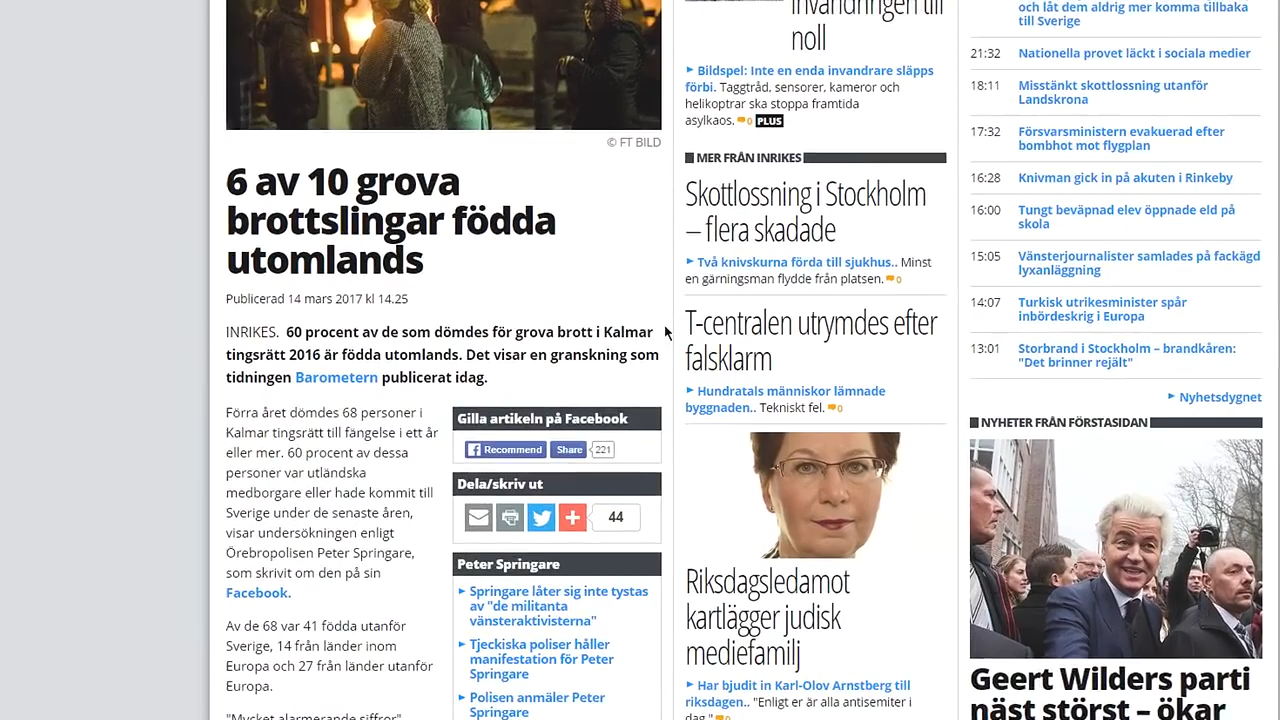 © FT BILD
6 av 10 grova
brottslingar födda
utomlands
Publicerad 14 mars 2017 kl 14.25
INRIKES. 60 procent av de som dömdes för grova brott i Kalmar
tingsrätt 2016 är födda utomlands. Det visar en granskning som
tidningen Barometern publicerat idag.
Förra året dömdes 68 personer i
Kalmar tingsrätt till fängelse i ett år
eller mer. 60 procent av dessa
personer var utländska
medborgare eller hade kommit till
Sverige under de senaste åren,
visar undersökningen enligt
Örebropolisen Peter Springare,
som skrivit om den på sin
Facebook.
Av de 68 var 41 födda utanför
Sverige, 14 från länder inom
Europa och 27 från länder utanför
Europa.
"Mycket alarmerande siffror"
Gilla artikeln på Facebook
Recommend Share 221
Dela/skriv ut
44
Peter Springare
Springare låter sig inte tystas
av "de militanta
vänsteraktivisterna"
Tjeckiska poliser håller
manifestation för Peter
Springare
Polisen anmäler Peter
Springare
invandringen till
noll
Bildspel: Inte en enda invandrare släpps
förbi. Taggtråd, sensorer, kameror och
helikoptrar ska stoppa framtida
asylkaos. 0 PLUS
MER FRÅN INRIKES
Skottlossning i Stockholm
– flera skadade
Två knivskurna förda till sjukhus.. Minst
en gärningsman flydde från platsen. 0
T-centralen utrymdes efter
falsklarm
Hundratals människor lämnade
byggnaden.. Tekniskt fel. 0
Riksdagsledamot
kartlägger judisk
mediefamilj
Har bjudit in Karl-Olov Arnstberg till
riksdagen.. "Enligt er är alla antisemiter i
dag." 0
och låt dem aldrig mer komma tillbaka
till Sverige
21:32 Nationella provet läckt i sociala medier
18:11 Misstänkt skottlossning utanför
Landskrona
17:32 Försvarsministern evakuerad efter
bombhot mot flygplan
16:28 Knivman gick in på akuten i Rinkeby
16:00 Tungt beväpnad elev öppnade eld på
skola
15:05 Vänsterjournalister samlades på fackägd
lyxanläggning
14:07 Turkisk utrikesminister spår
inbördeskrig i Europa
13:01 Storbrand i Stockholm – brandkåren:
"Det brinner rejält"
Nyhetsdygnet
NYHETER FRÅN FÖRSTASIDAN
Geert Wilders parti
näst störst – ökar